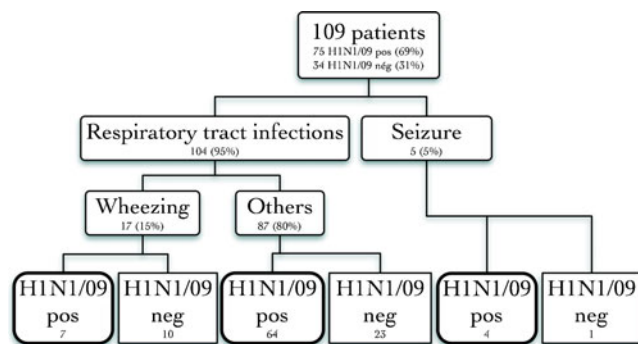 109 patients
75 H1N1/09 pos (69%)
34 H1N1/09 nég (31%)
Respiratory tract infections
104 (95%)
Seizure
5 (5%)
Wheezing
17 (15%)
Others
87 (80%)
H1N1/09
pos
7
H1N1/09
neg
10
H1N1/09
pos
64
H1N1/09
neg
23
H1N1/09
pos
4
H1N1/09
neg
1